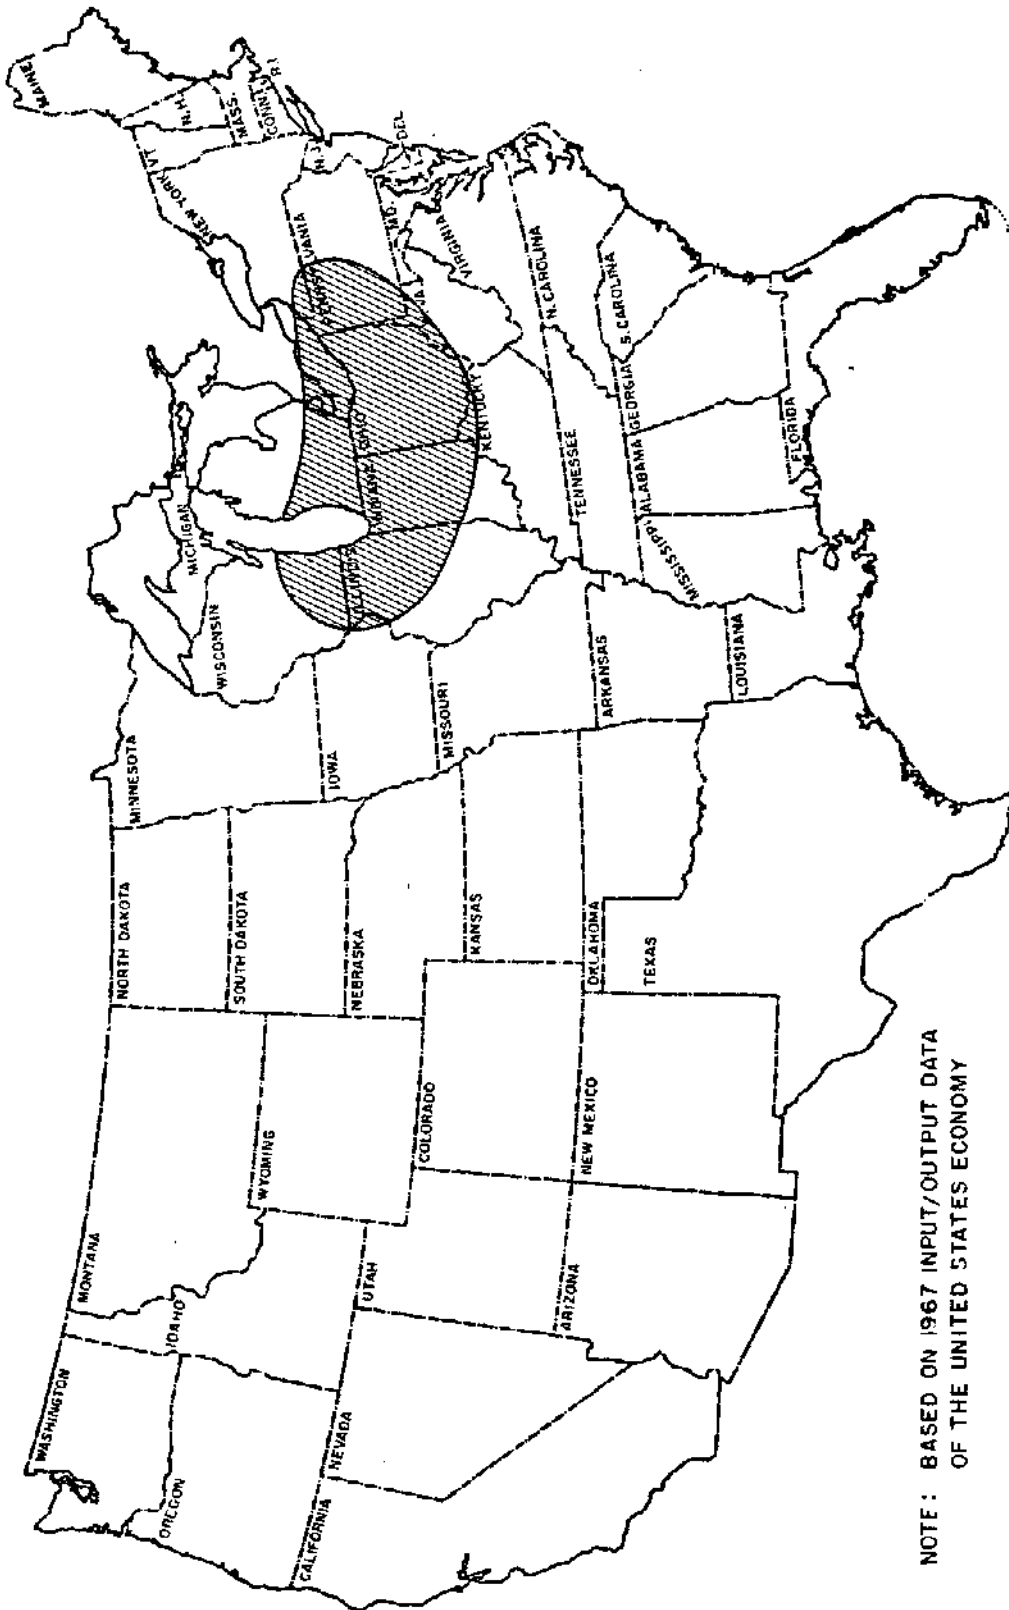 WASHINGTON
OREGON
CALIFORNIA
NEVADA
IDAHO
MONTANA
WYOMING
UTAH
ARIZONA
COLORADO
NEW MEXICO
NORTH DAKOTA
SOUTH DAKOTA
NEBRASKA
KANSAS
OKLAHOMA
TEXAS
MINNESOTA
IOWA
MISSOURI
ARKANSAS
LOUISIANA
WISCONSIN
MICHIGAN
ILLINOIS
INDIANA
OHIO
KENTUCKY
TENNESSEE
MISSISSIPPI
ALABAMA
GEORGIA
FLORIDA
S. CAROLINA
N. CAROLINA
VIRGINIA
W. VA.
MD.
DEL
PENNSYLVANIA
N.J.
NEW YORK
VT
N.H.
MAINE
MASS.
CONN.
R.I.
NOTE: BASED ON 1967 INPUT/OUTPUT DATA
OF THE UNITED STATES ECONOMY